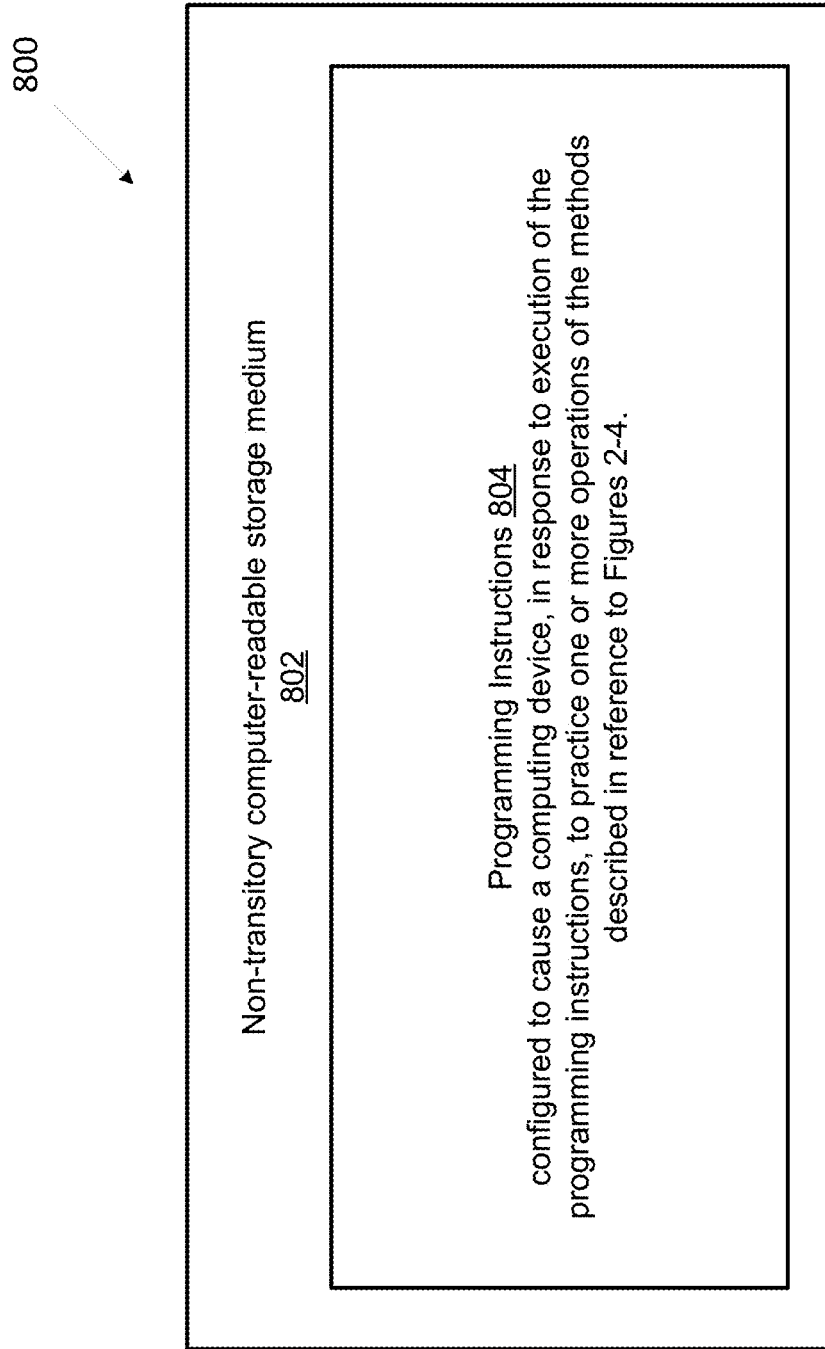 800
Non-transitory computer-readable storage medium
802
Programming Instructions 804
configured to cause a computing device, in response to execution of the
programming instructions, to practice one or more operations of the methods
described in reference to Figures 2-4.